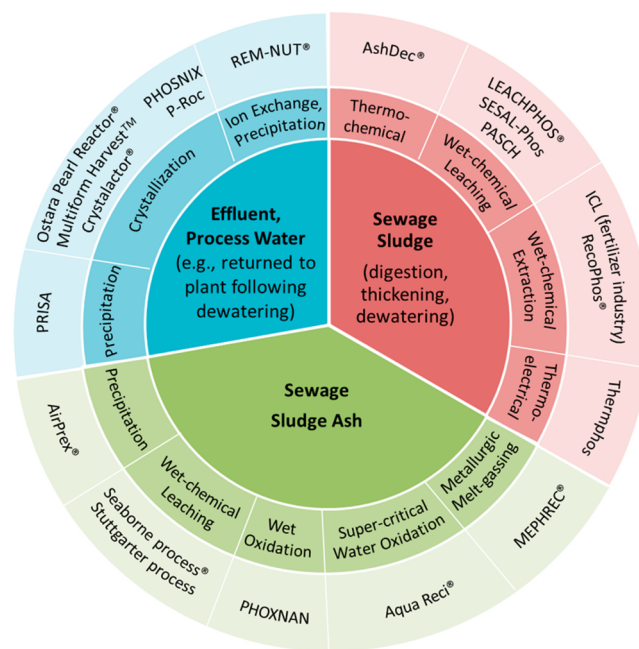 REM-NUT®
AshDec®
PHOSNIX
P-Roc
Ostara Pearl Reactor®
Multiform Harvest™
Crystalactor®
LEACHPHOS®
SESAL-Phos
PASCH
Ion Exchange,
Precipitation
Thermo-
chemical
Crystallization
Wet-chemical
Leaching
Effluent,
Process Water
(e.g., returned to
plant following
dewatering)
Sewage
Sludge
(digestion,
thickening,
dewatering)
ICL (fertilizer industry)
RecoPhos®
Wet-chemical
Extraction
PRISA
Precipitation
Thermo-
electrical
Thermphos
Sewage
Sludge Ash
Precipitation
AirPrex®
Wet-chemical
Leaching
Seaborne process®
Stuttgarter process
Wet
Oxidation
PHOXNAN
Super-critical
Water Oxidation
Aqua Reci®
Metallurgic
Melt-gassing
MEPHREC®